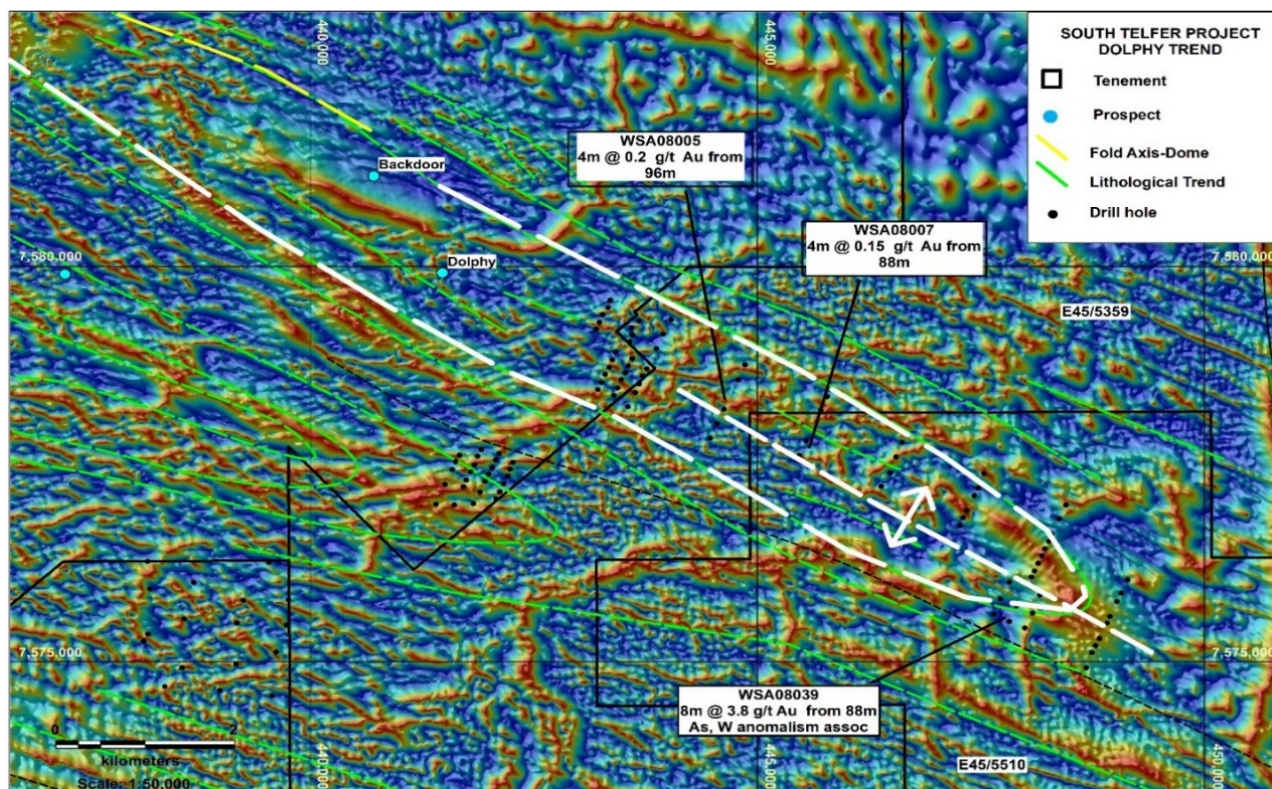 SOUTH TELFER PROJECT
DOLPHY TREND
Tenement
Prospect
Fold Axis-Dome
Lithological Trend
Drill hole
440,000
445,000
WSA08005
4m @ 0.2 g/t Au from
96m
Backdoor
WSA08007
4m @ 0.15 g/t Au from
88m
7,580,000
Dolphy
7,580,000
E45/5359
7,575,000
7,575,000
WSA08039
8m @ 3.8 g/t Au from 88m
As, W anomalism assoc
0
2
kilometers
Scale: 1:50,000
440,000
445,000
450,000
E45/5510